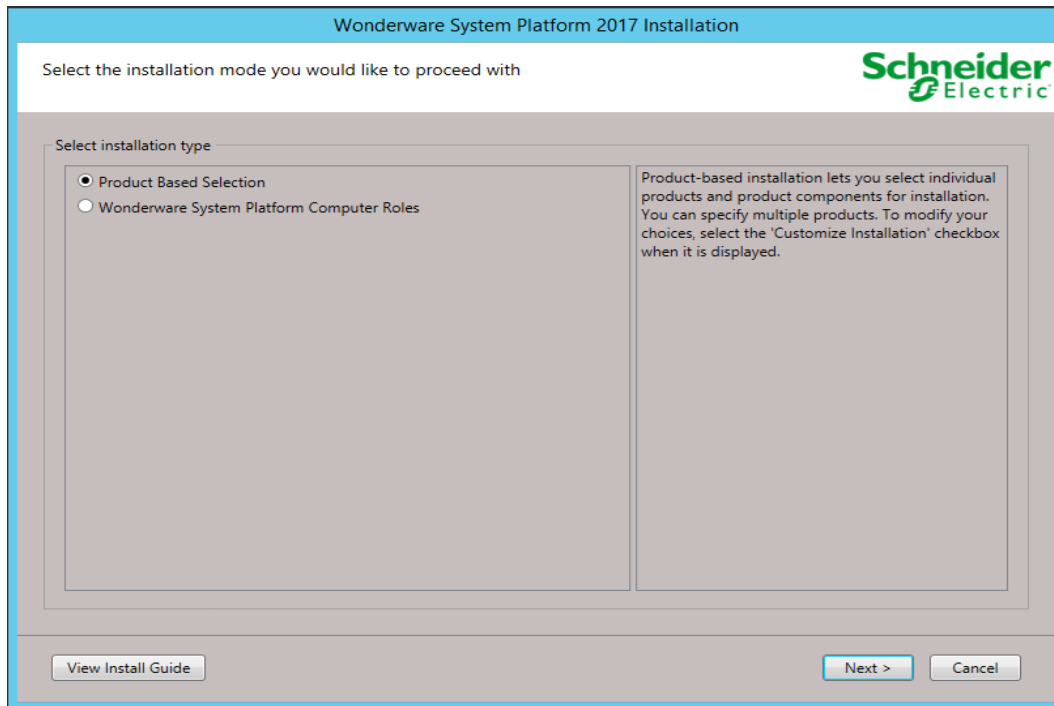 Wonderware System Platform 2017 Installation
Select the installation mode you would like to proceed with
Schneider
Electric
Select installation type
Product Based Selection
Wonderware System Platform Computer Roles
Product-based installation lets you select individual
products and product components for installation.
You can specify multiple products. To modify your
choices, select the 'Customize Installation' checkbox
when it is displayed.
View Install Guide
Next >
Cancel